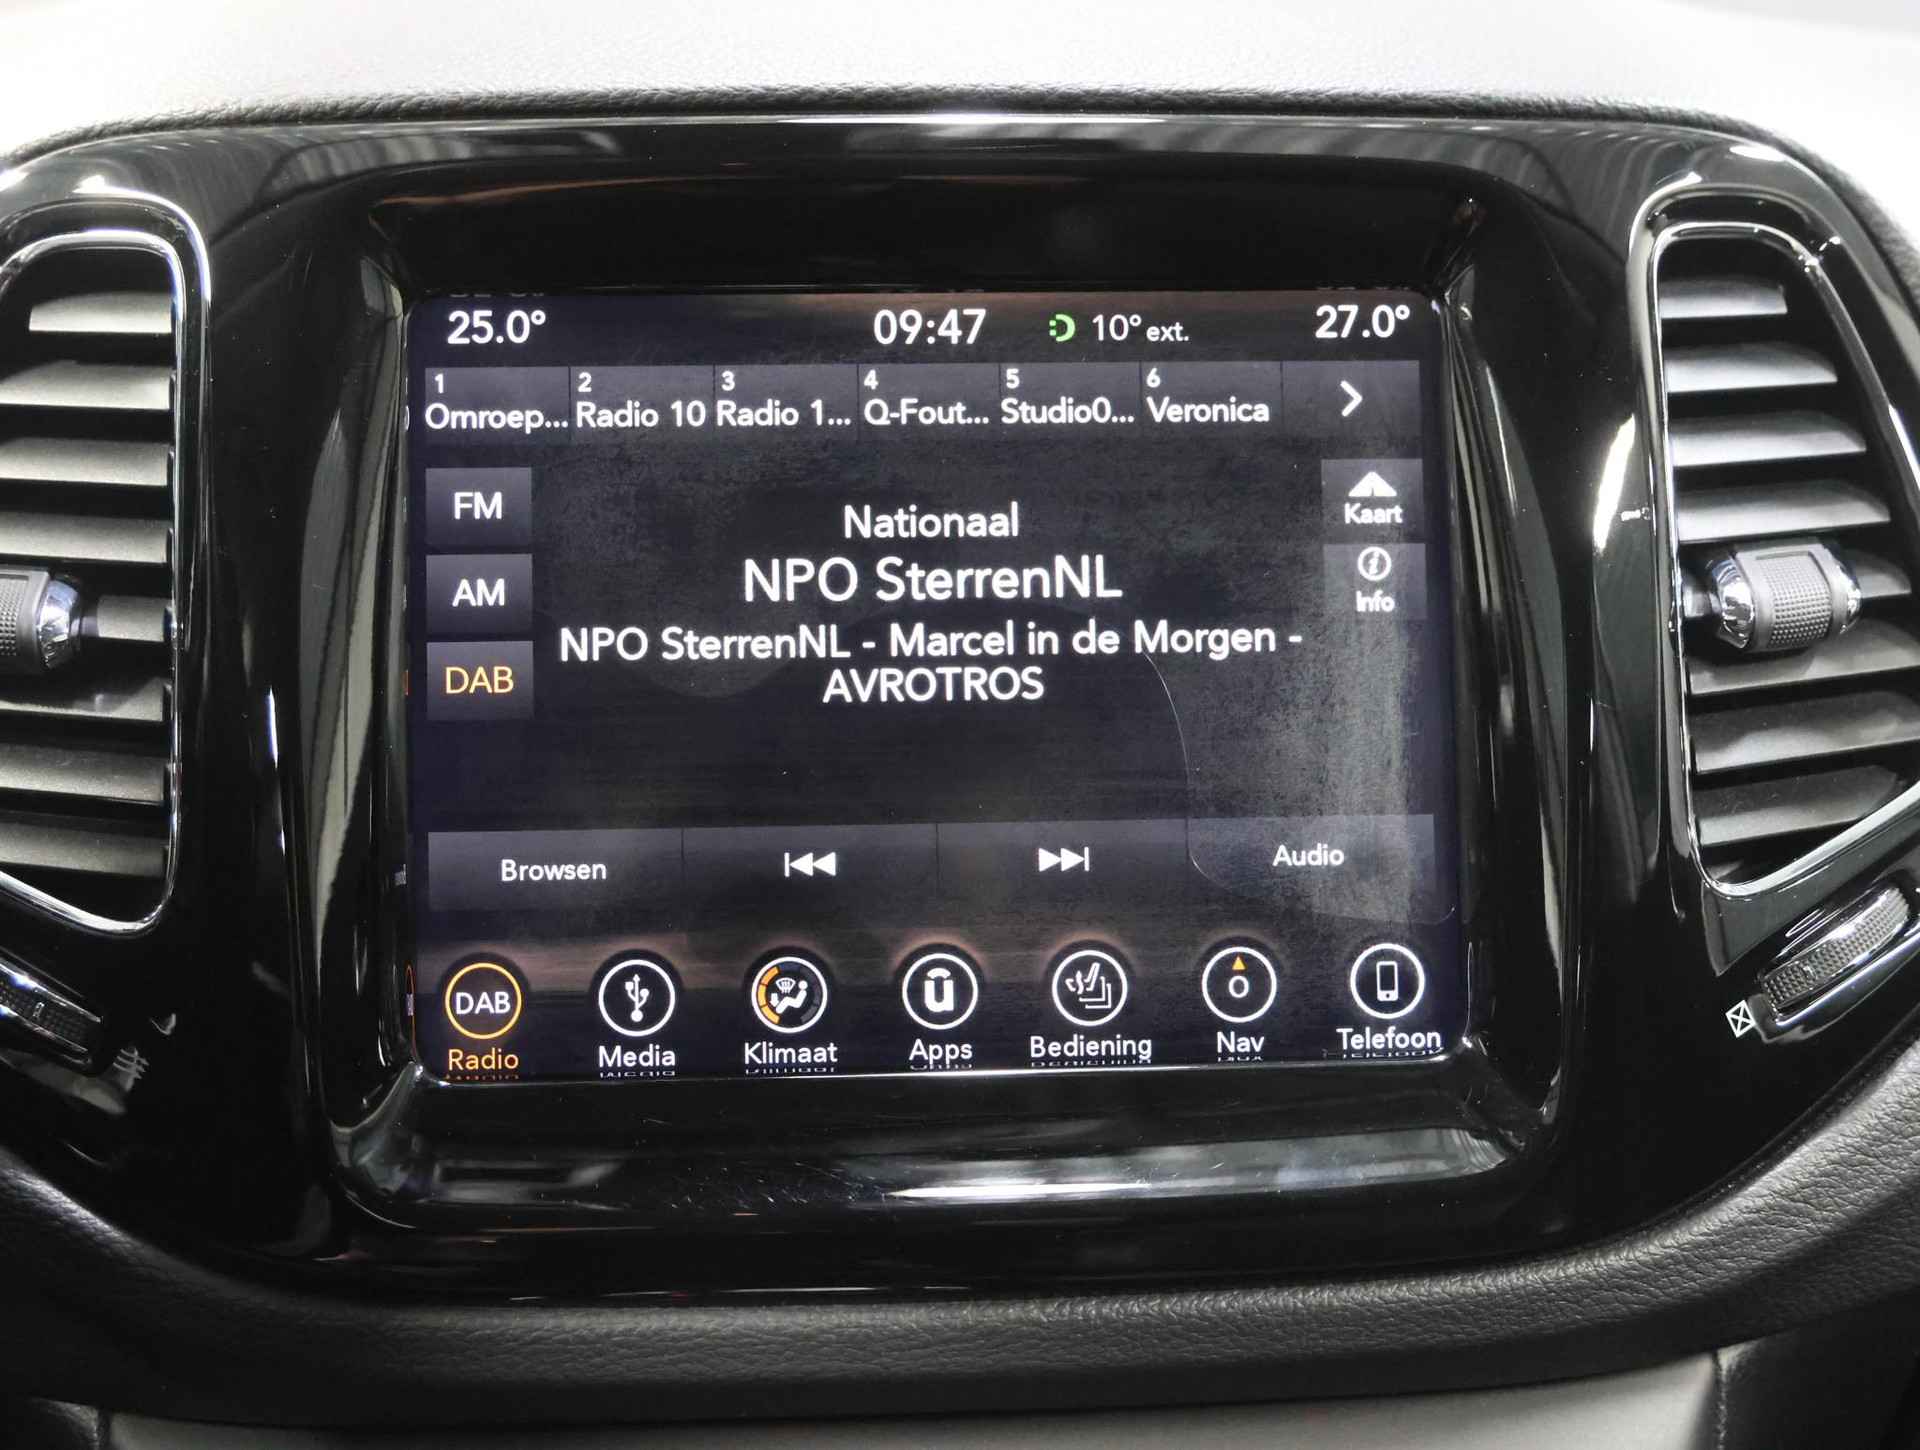 25.0° 09:47 10° ext. 27.0°
1 2 3 4 5 6
Omroep... Radio 10 Radio 1... Q-Fout... Studio0... Veronica
FM
AM
DAB
Nationaal
NPO SterrenNL
NPO SterrenNL - Marcel in de Morgen -
AVROTROS
Kaart
Info
Browsen Audio
DAB
Radio Media Klimaat Apps Bediening Nav Telefoon